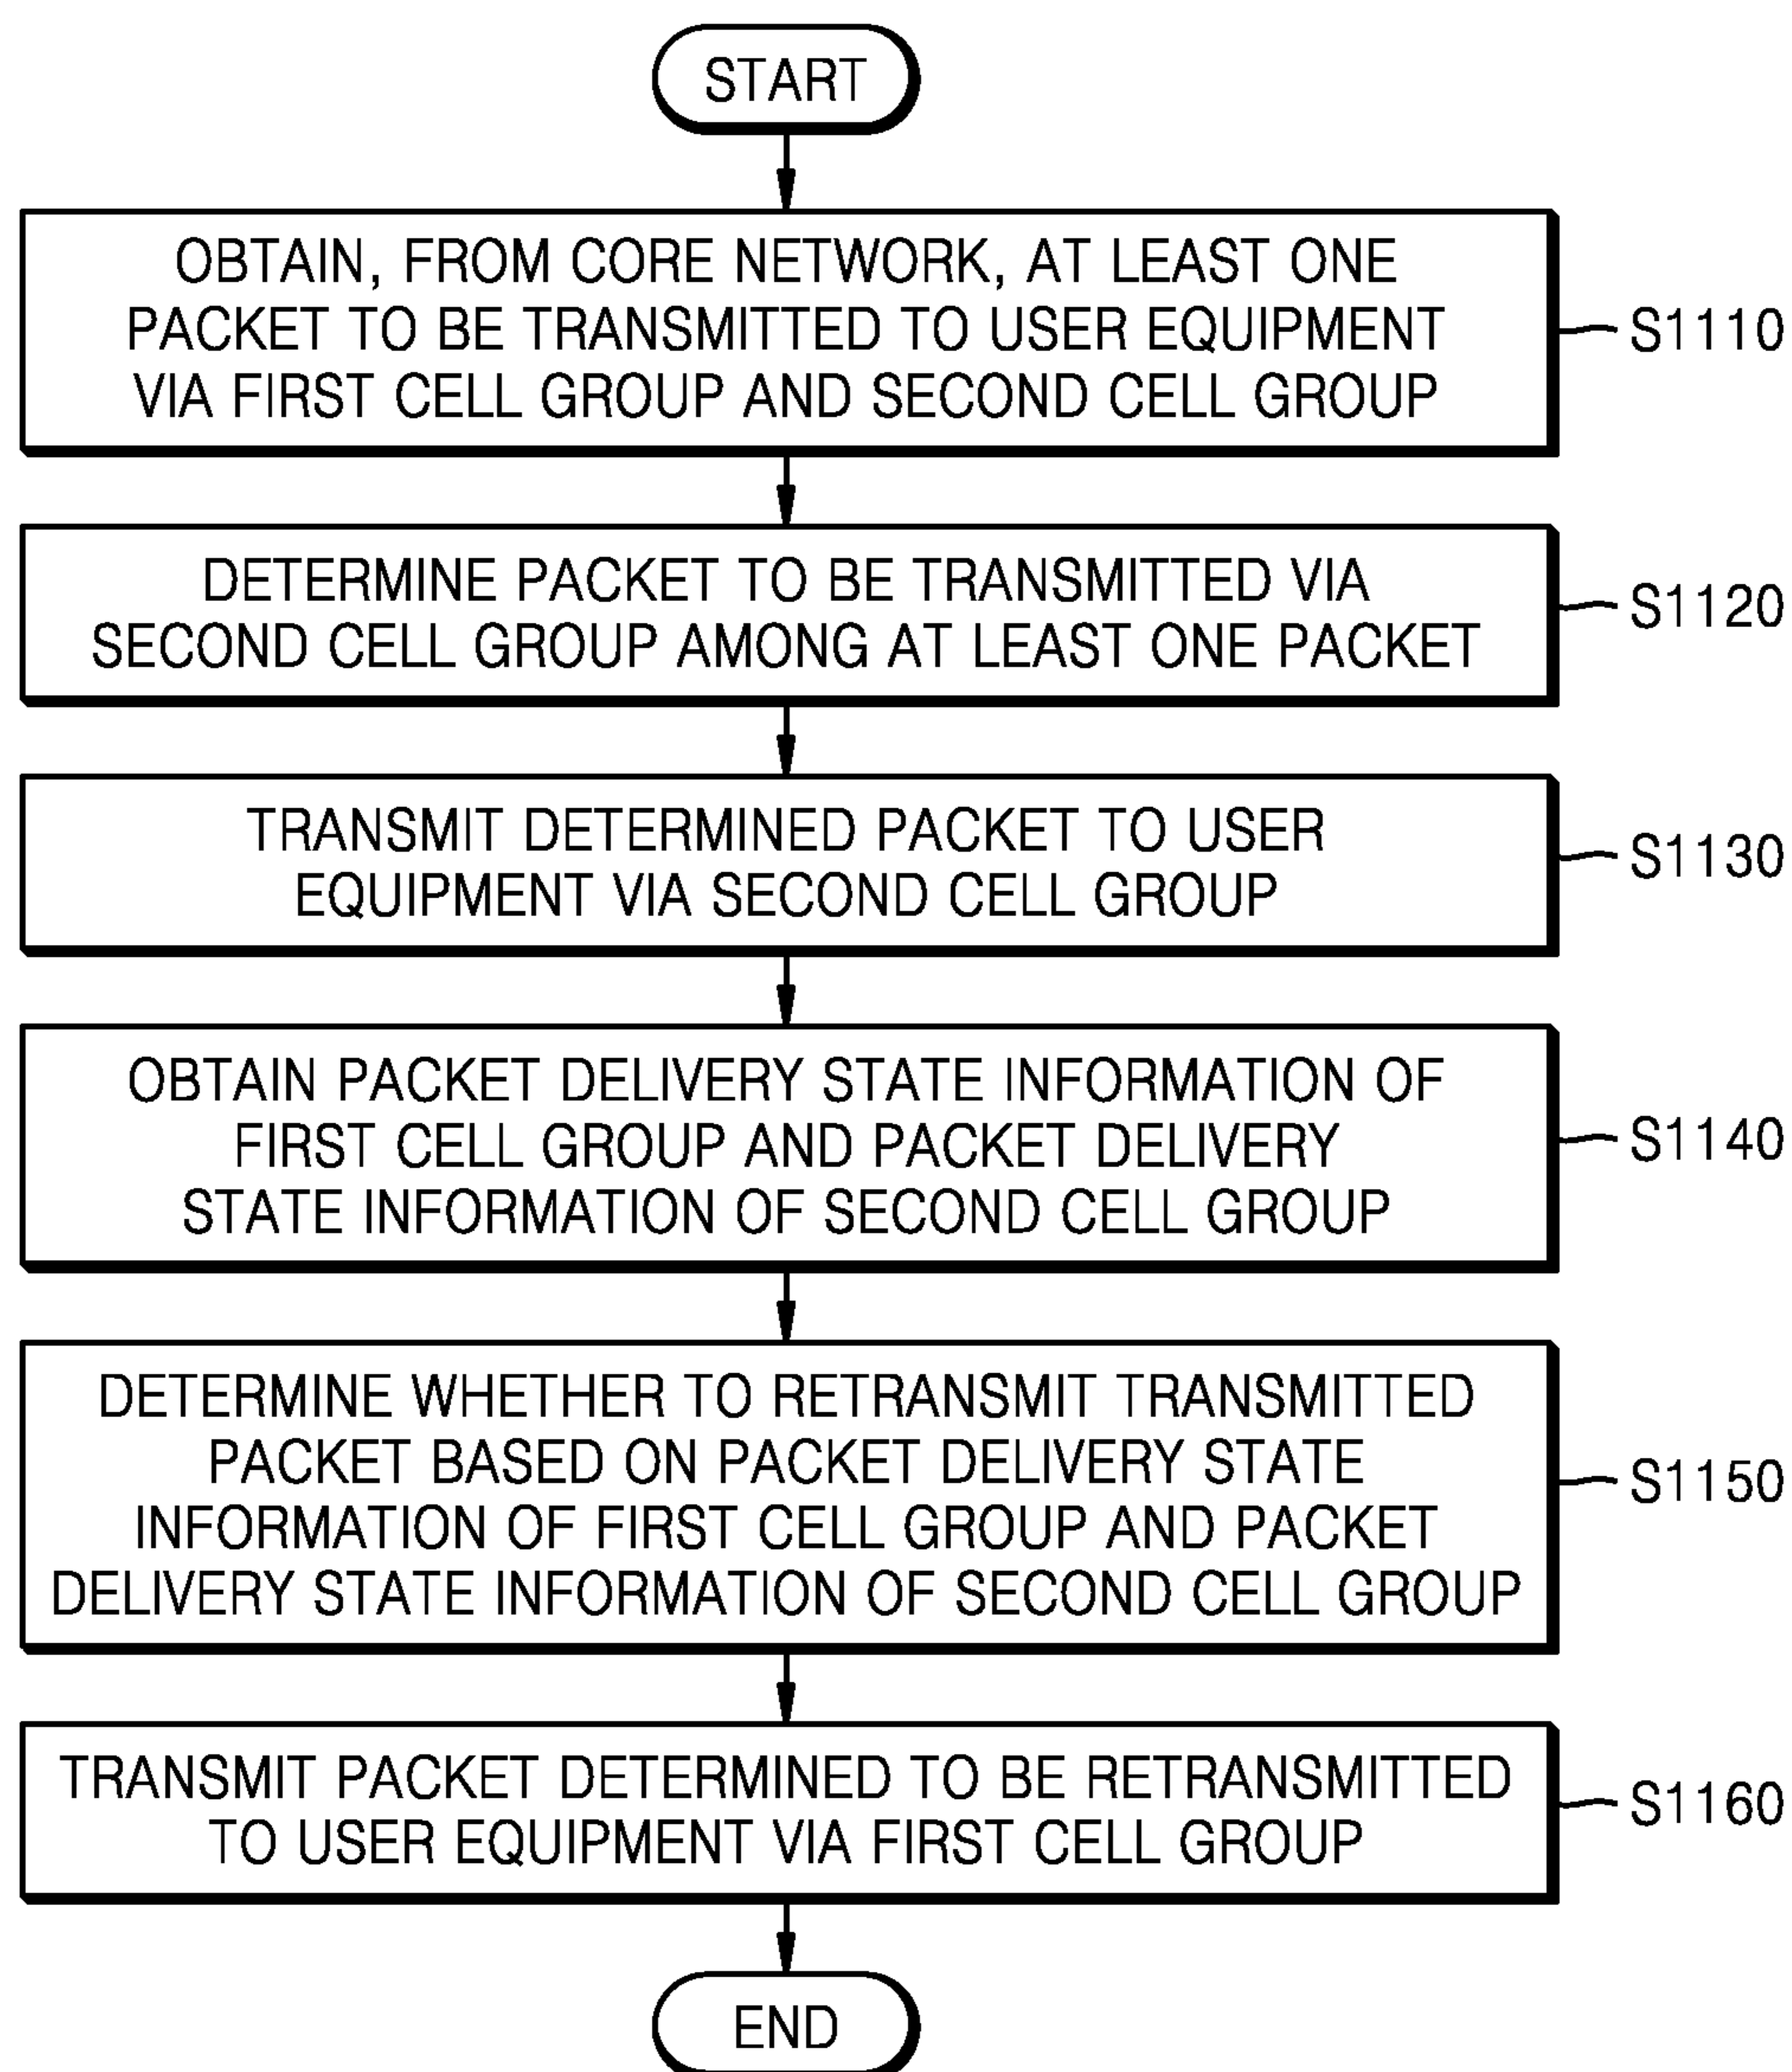 START
OBTAIN, FROM CORE NETWORK, AT LEAST ONE
PACKET TO BE TRANSMITTED TO USER EQUIPMENT
VIA FIRST CELL GROUP AND SECOND CELL GROUP
S1110
DETERMINE PACKET TO BE TRANSMITTED VIA
SECOND CELL GROUP AMONG AT LEAST ONE PACKET
S1120
TRANSMIT DETERMINED PACKET TO USER
EQUIPMENT VIA SECOND CELL GROUP
S1130
OBTAIN PACKET DELIVERY STATE INFORMATION OF
FIRST CELL GROUP AND PACKET DELIVERY
STATE INFORMATION OF SECOND CELL GROUP
S1140
DETERMINE WHETHER TO RETRANSMIT TRANSMITTED
PACKET BASED ON PACKET DELIVERY STATE
INFORMATION OF FIRST CELL GROUP AND PACKET
DELIVERY STATE INFORMATION OF SECOND CELL GROUP
S1150
TRANSMIT PACKET DETERMINED TO BE RETRANSMITTED
TO USER EQUIPMENT VIA FIRST CELL GROUP
S1160
END